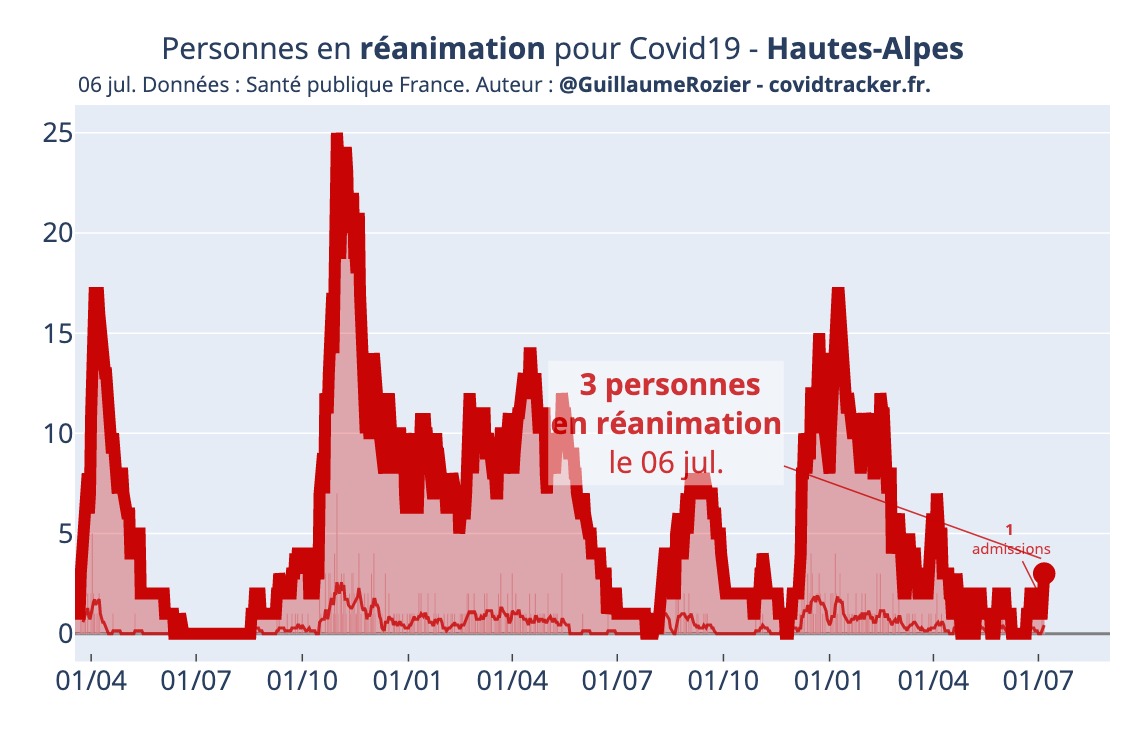 Personnes en réanimation pour Covid19 - Hautes-Alpes
06 jul. Données : Santé publique France. Auteur : @GuillaumeRozier - covidtracker.fr.
25
20
15
10
5
0
3 personnes
en réanimation
le 06 jul.
1
admissions
01/04 01/07 01/10 01/01 01/04 01/07 01/10 01/01 01/04 01/07